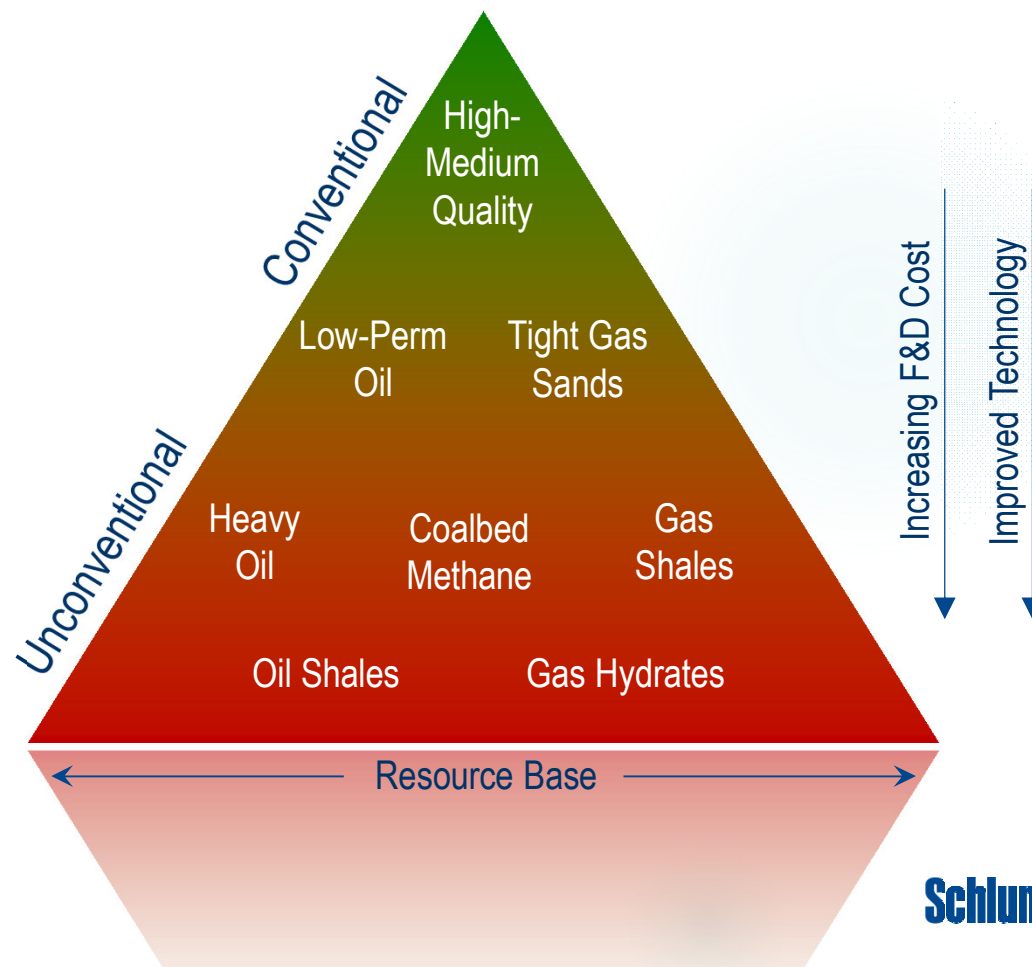 Conventional
High-
Medium
Quality
Low-Perm
Oil
Tight Gas
Sands
Unconventional
Heavy
Oil
Coalbed
Methane
Gas
Shales
Oil Shales
Gas Hydrates
Resource Base
Increasing F&D Cost
Improved Technology